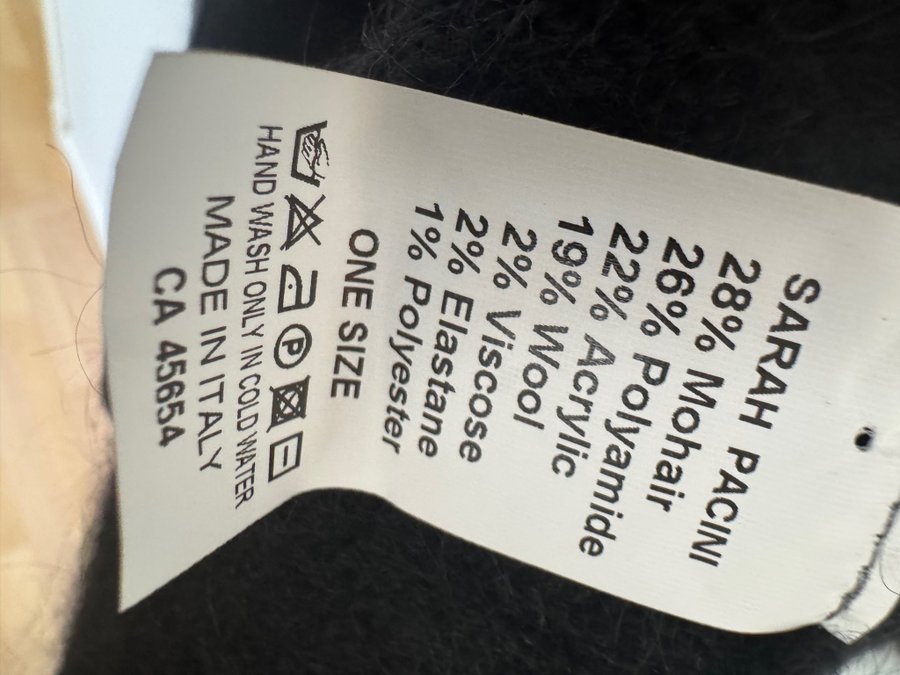 SARAH PACINI
28% Mohair
26% Polyamide
22% Acrylic
19% Wool
2% Viscose
2% Elastane
1% Polyester
ONE SIZE
P
HAND WASH ONLY IN COLD WATER
MADE IN ITALY
CA 45654